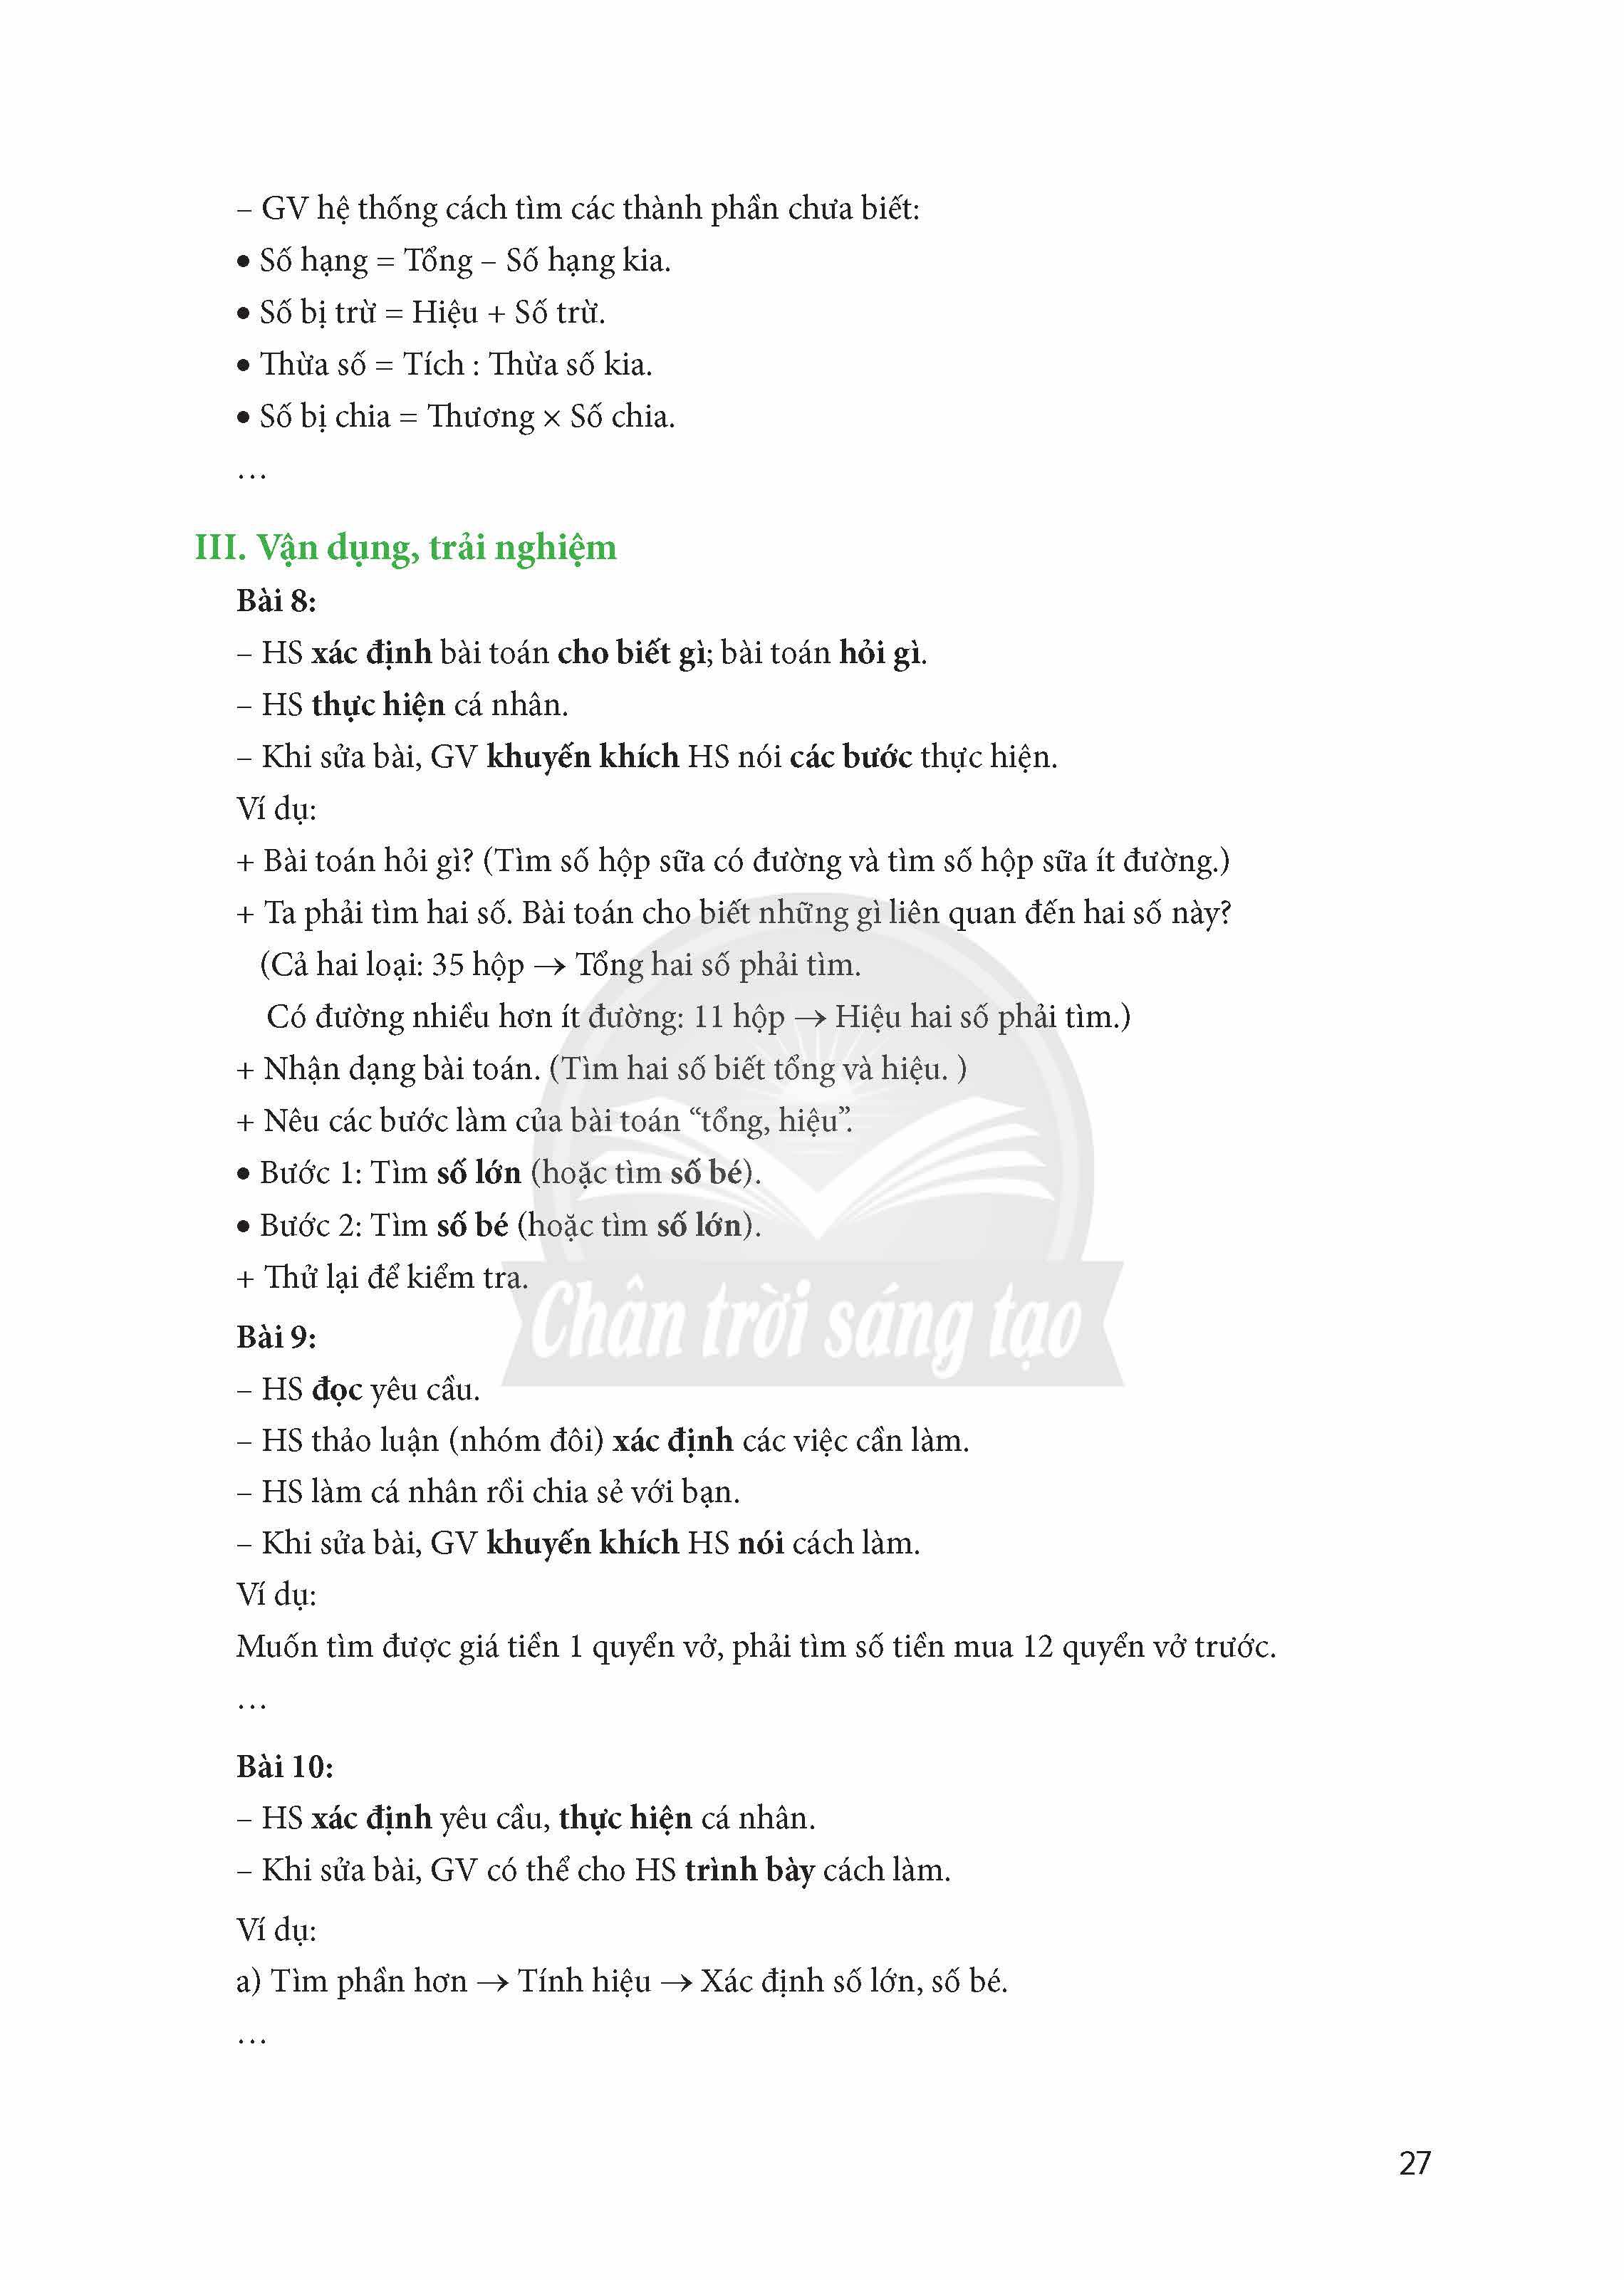 – GV hệ thống cách tìm các thành phần chưa biết:
• Số hạng = Tổng – Số hạng kia.
• Số bị trừ = Hiệu + Số trừ.
• Thừa số = Tích : Thừa số kia.
• Số bị chia = Thương × Số chia.
…
III. Vận dụng, trải nghiệm
Bài 8:
– HS xác định bài toán cho biết gì; bài toán hỏi gì.
– HS thực hiện cá nhân.
– Khi sửa bài, GV khuyến khích HS nói các bước thực hiện.
Ví dụ:
+ Bài toán hỏi gì? (Tìm số hộp sữa có đường và tìm số hộp sữa ít đường.)
+ Ta phải tìm hai số. Bài toán cho biết những gì liên quan đến hai số này?
(Cả hai loại: 35 hộp → Tổng hai số phải tìm.
Có đường nhiều hơn ít đường: 11 hộp → Hiệu hai số phải tìm.)
+ Nhận dạng bài toán. (Tìm hai số biết tổng và hiệu. )
+ Nêu các bước làm của bài toán “tổng, hiệu”.
• Bước 1: Tìm số lớn (hoặc tìm số bé).
• Bước 2: Tìm số bé (hoặc tìm số lớn).
+ Thử lại để kiểm tra.
Chân trời sáng tạo
Bài 9:
– HS đọc yêu cầu.
– HS thảo luận (nhóm đôi) xác định các việc cần làm.
– HS làm cá nhân rồi chia sẻ với bạn.
– Khi sửa bài, GV khuyến khích HS nói cách làm.
Ví dụ:
Muốn tìm được giá tiền 1 quyển vở, phải tìm số tiền mua 12 quyển vở trước.
…
Bài 10:
– HS xác định yêu cầu, thực hiện cá nhân.
– Khi sửa bài, GV có thể cho HS trình bày cách làm.
Ví dụ:
a) Tìm phần hơn → Tính hiệu → Xác định số lớn, số bé.
…
27